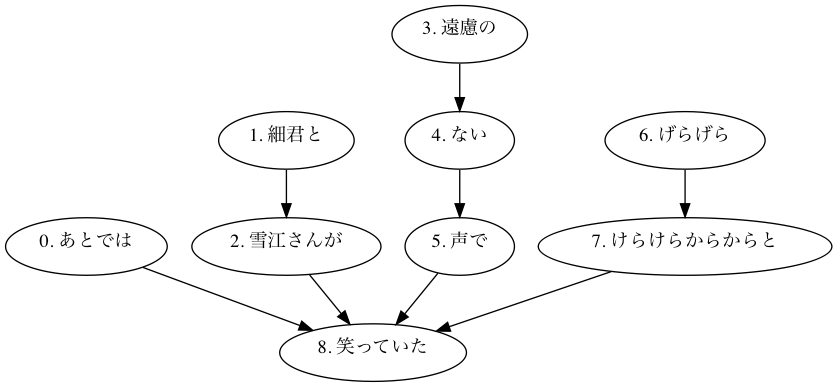 3. 遠慮の
1. 細君と
4. ない
6. げらげら
0. あとでは
2. 雪江さんが
5. 声で
7. けらけらからからと
8. 笑っていた